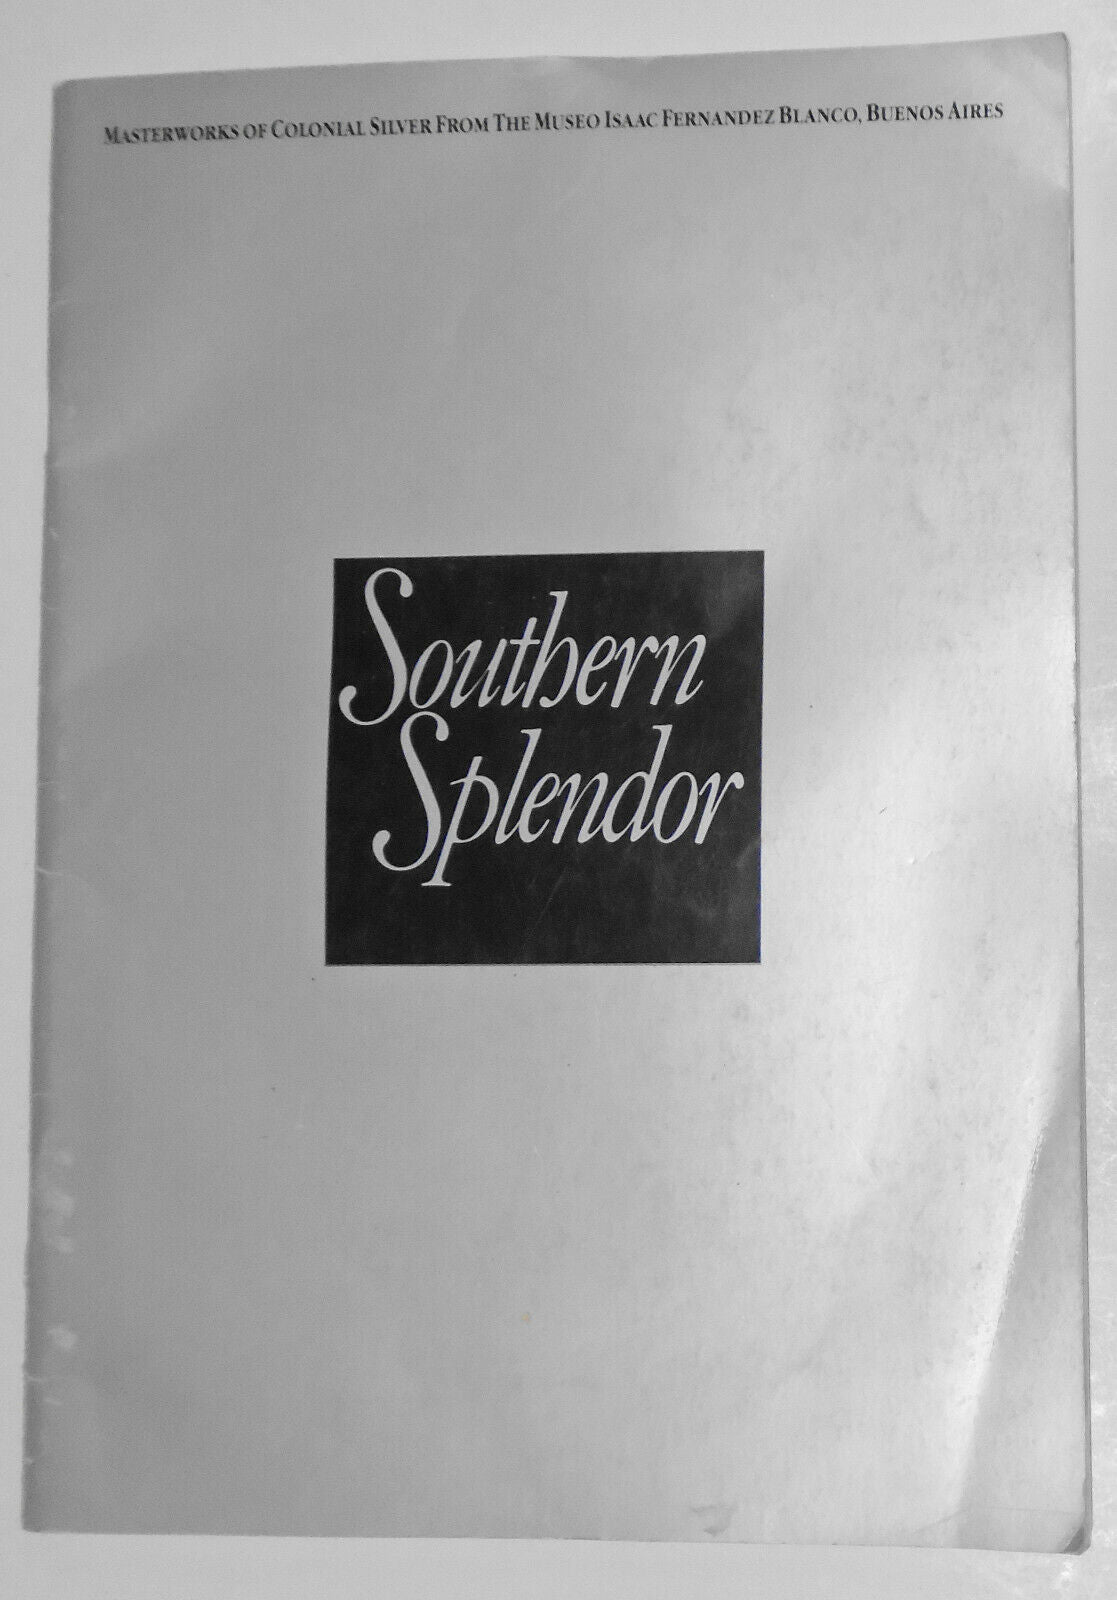 MASTERWORKS OF COLONIAL SILVER FROM THE MUSEO ISAAC FERNANDEZ BLANCO, BUENOS AIRES
Southern
Splendor